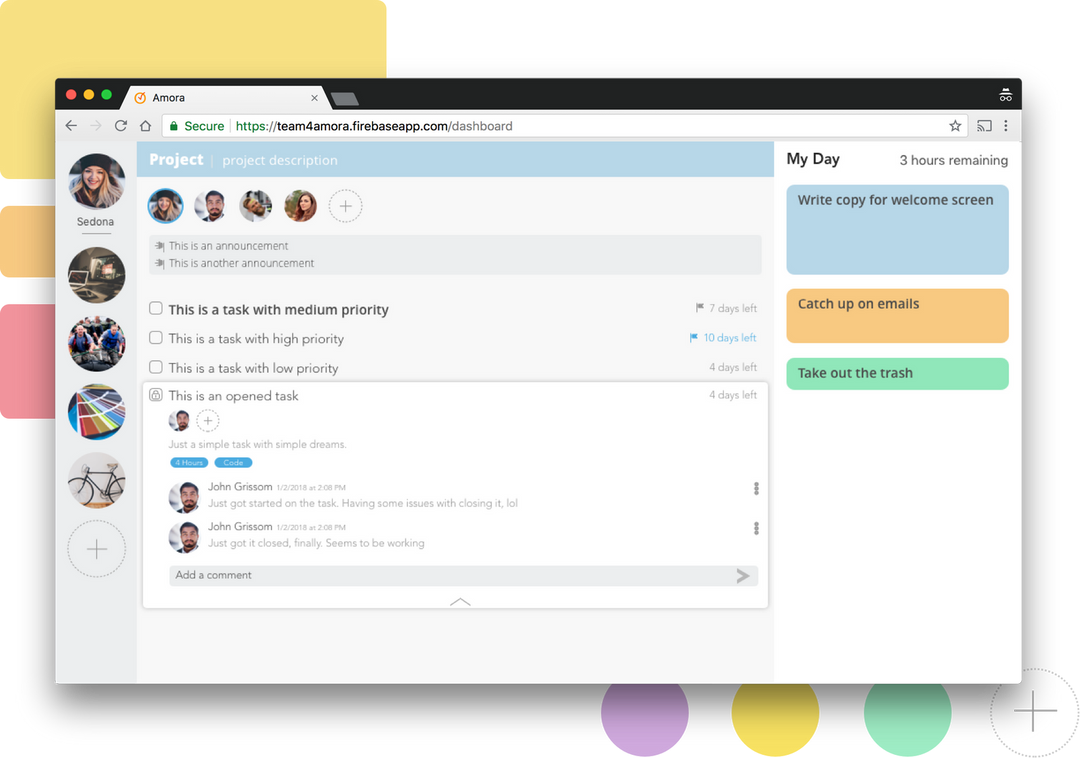 Amora
Secure https://team4amora.firebaseapp.com/dashboard
Sedona
Project project description
This is an announcement
This is another announcement
This is a task with medium priority 7 days left
This is a task with high priority 10 days left
This is a task with low priority 4 days left
This is an opened task 4 days left
Just a simple task with simple dreams.
4 Hours Code
John Grissom 1/2/2018 at 2:08 PM
Just got started on the task. Having some issues with closing it, lol
John Grissom 1/2/2018 at 2:08 PM
Just got it closed, finally. Seems to be working
Add a comment
My Day 3 hours remaining
Write copy for welcome screen
Catch up on emails
Take out the trash